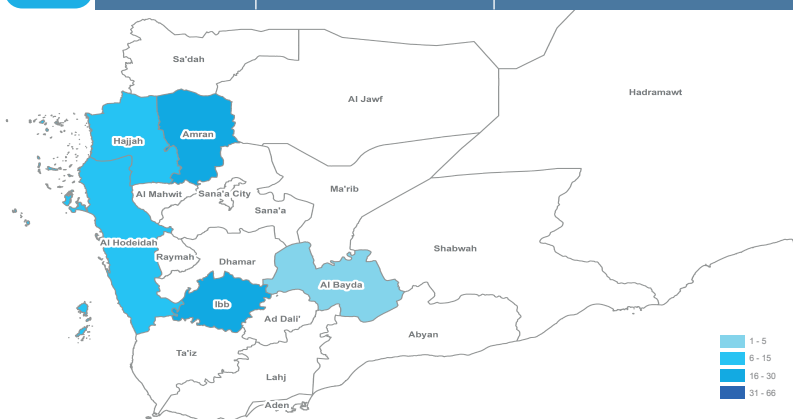 Sa'dah
Hadramawt
Al Jawf
Amran
Hajjah
Ma'rib
Al Mahwit
Sana'a City
Sana'a
Al Hodeidah
Shabwah
Raymah
Dhamar
Al Bayda
Ibb
Ad Dali'
Abyan
Ta'iz
Lahj
Aden
1 - 5
6 - 15
16 - 30
31 - 66